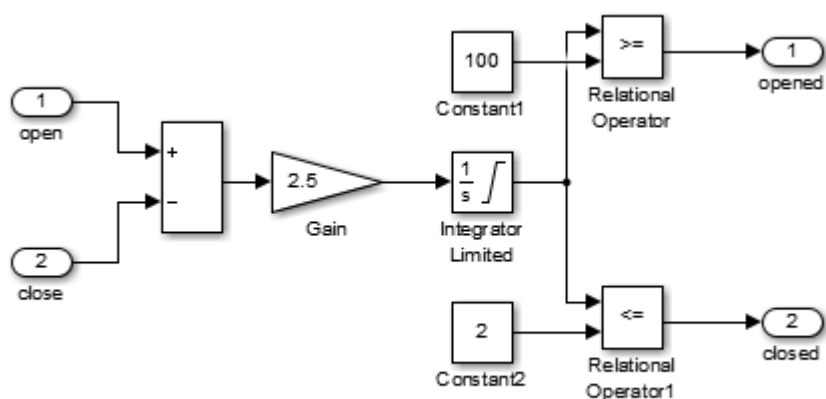 1
open
2
close
+
−
2.5
Gain
100
Constant1
1
s
Integrator
Limited
2
Constant2
>=
Relational
Operator
<=
Relational
Operator1
1
opened
2
closed